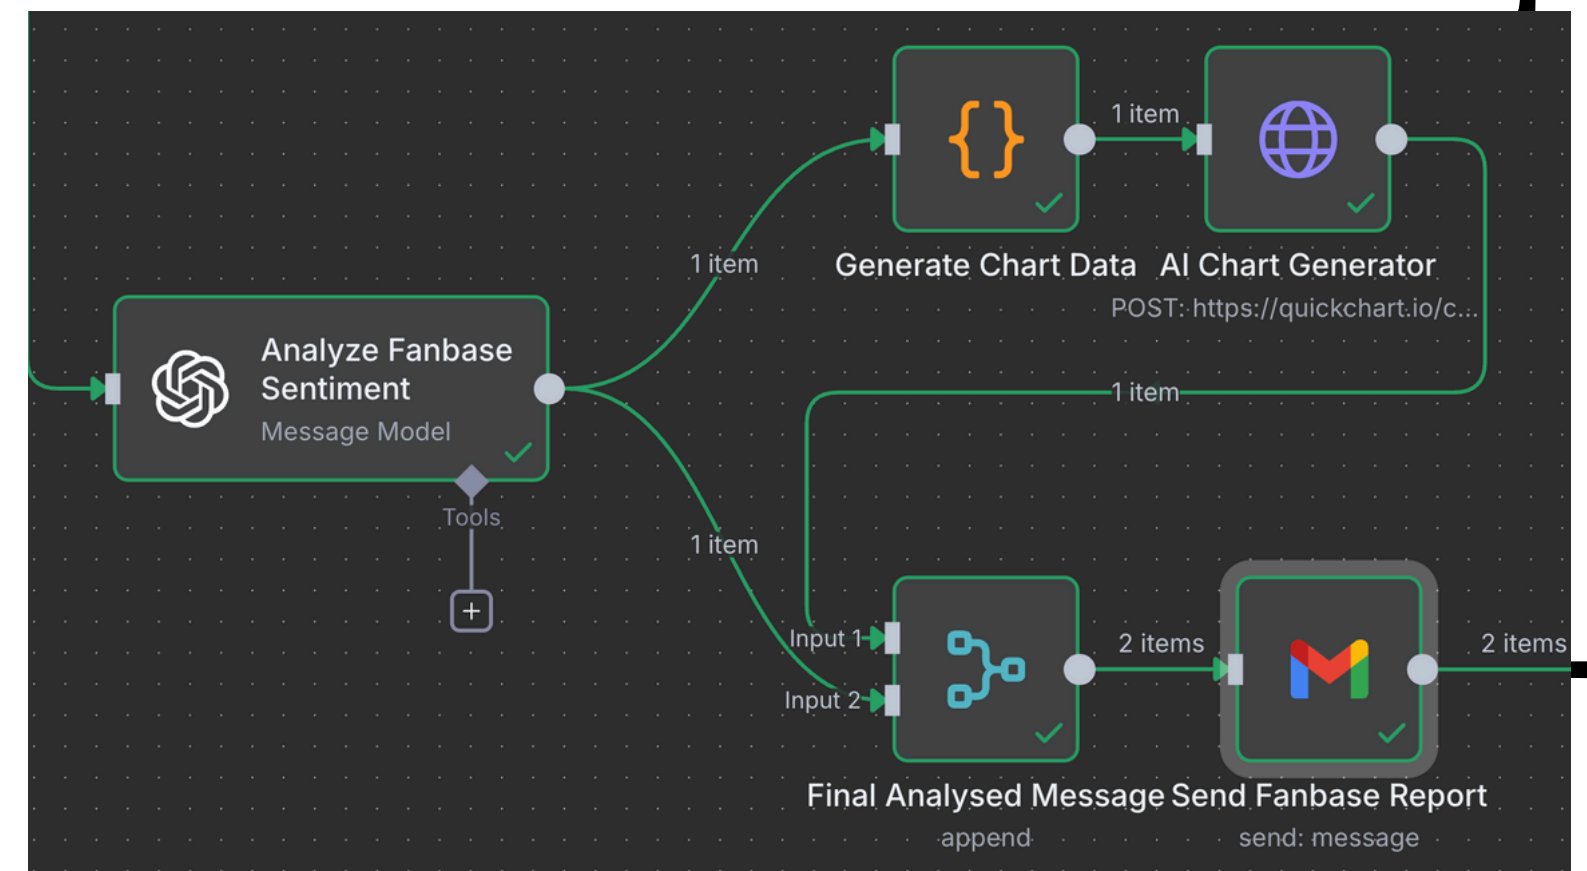 1 item
Generate Chart Data
AI Chart Generator
POST: https://quickchart.io/c...
1 item
Analyze Fanbase
Sentiment
Message Model
1 item
Tools
1 item
Input 1
Input 2
2 items
2 items
Final Analysed Message
append
Send Fanbase Report
send: message